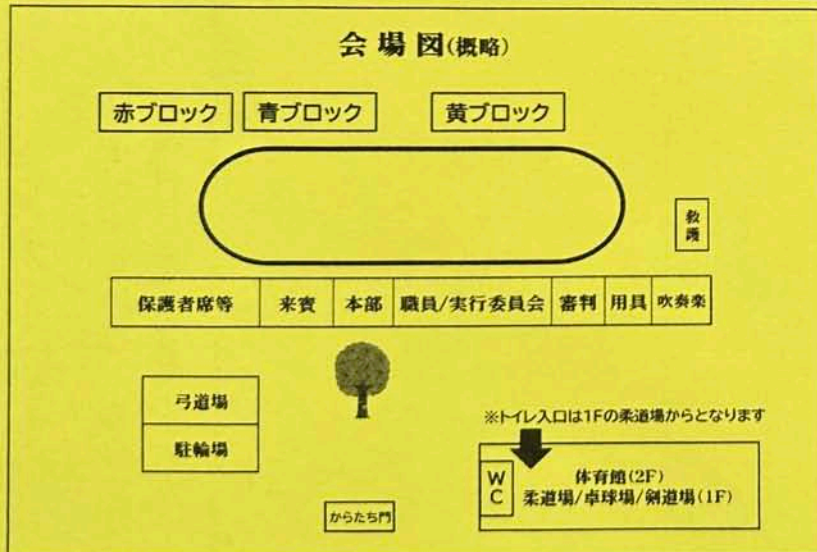 会場図(概略)
赤ブロック 青ブロック 黄ブロック
救護
保護者席等 来賓 本部 職員/実行委員会 審判 用具 吹奏楽
弓道場
駐輪場
※トイレ入口は1Fの柔道場からとなります
WC
体育館(2F)
柔道場/卓球場/剣道場(1F)
からたち門